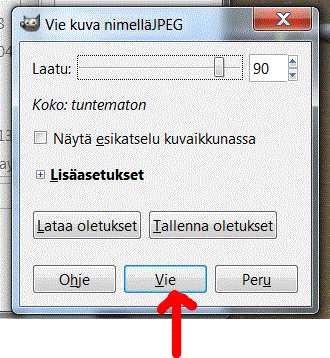 Vie kuva nimelläJPEG
Laatu: 90
Koko: tuntematon
Näytä esikatselu kuvaikkunassa
Lisäasetukset
Lataa oletukset Tallenna oletukset
Ohje Vie Peru